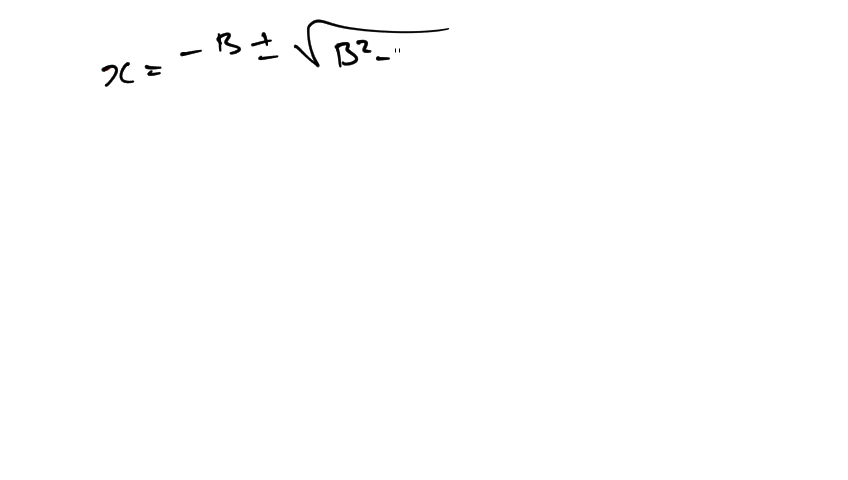 x = - B ± √B² -